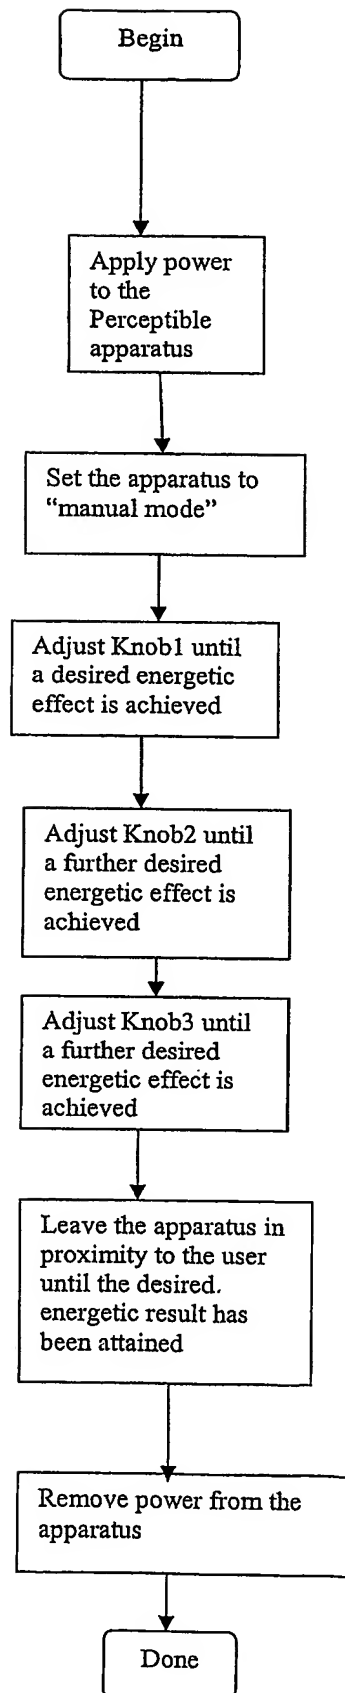 Begin
Apply power
to the
Perceptible
apparatus
Set the apparatus to
“manual mode”
Adjust Knob1 until
a desired energetic
effect is achieved
Adjust Knob2 until
a further desired
energetic effect is
achieved
Adjust Knob3 until
a further desired
energetic effect is
achieved
Leave the apparatus in
proximity to the user
until the desired.
energetic result has
been attained
Remove power from the
apparatus
Done